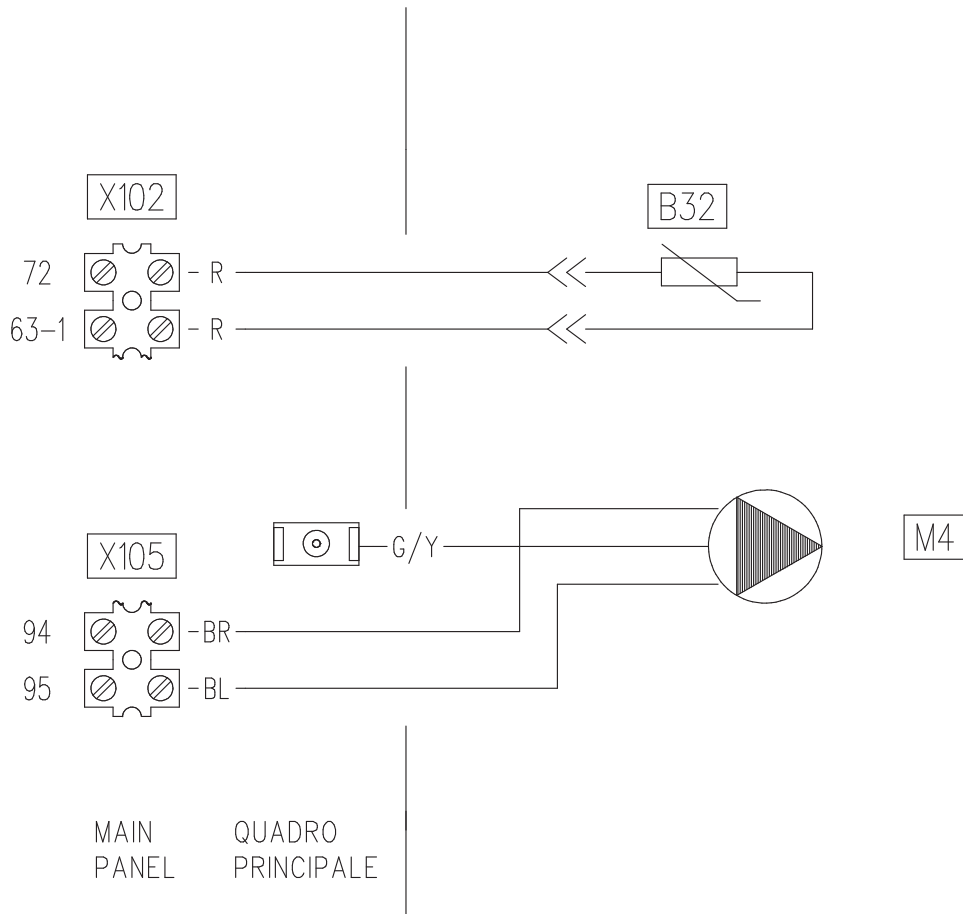 X102
B32
72 - R
63-1 - R
G/Y
M4
X105
94 -BR
95 -BL
MAIN QUADRO
PANEL PRINCIPALE